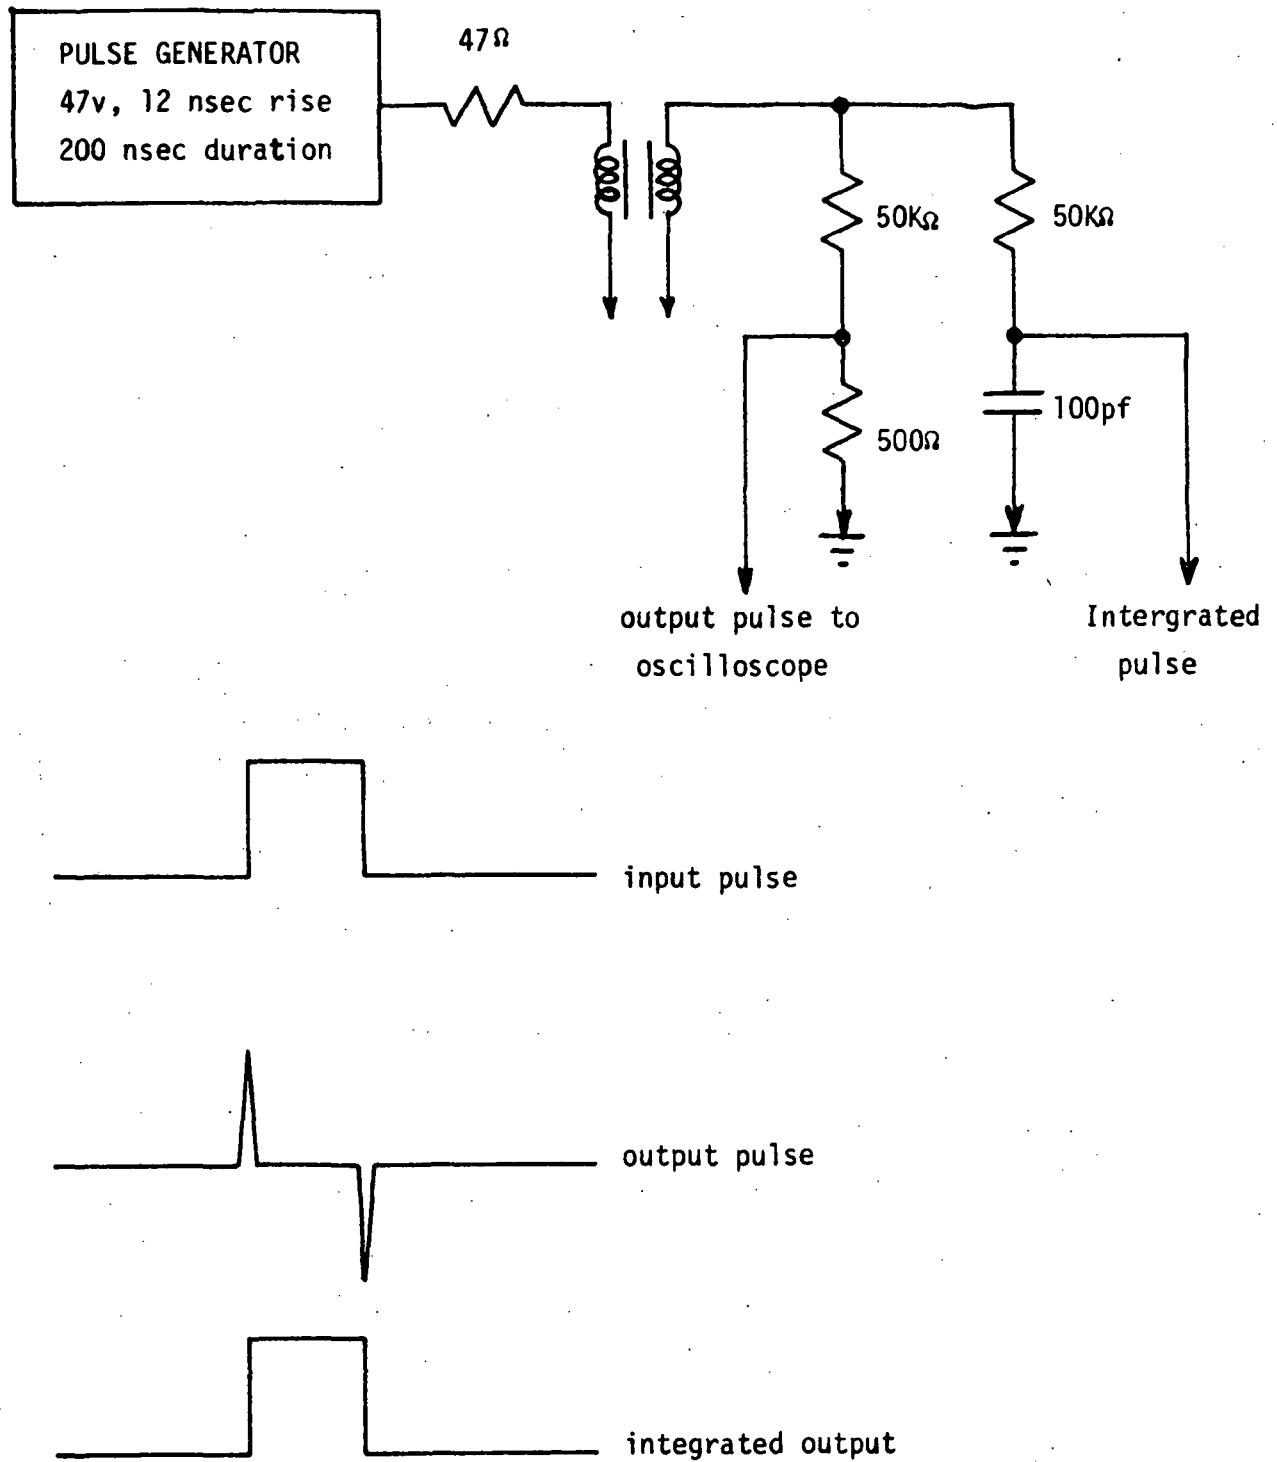 PULSE GENERATOR
47v, 12 nsec rise
200 nsec duration
47Ω
50KΩ
50KΩ
100pf
500Ω
output pulse to
oscilloscope
Intergrated
pulse
input pulse
output pulse
integrated output